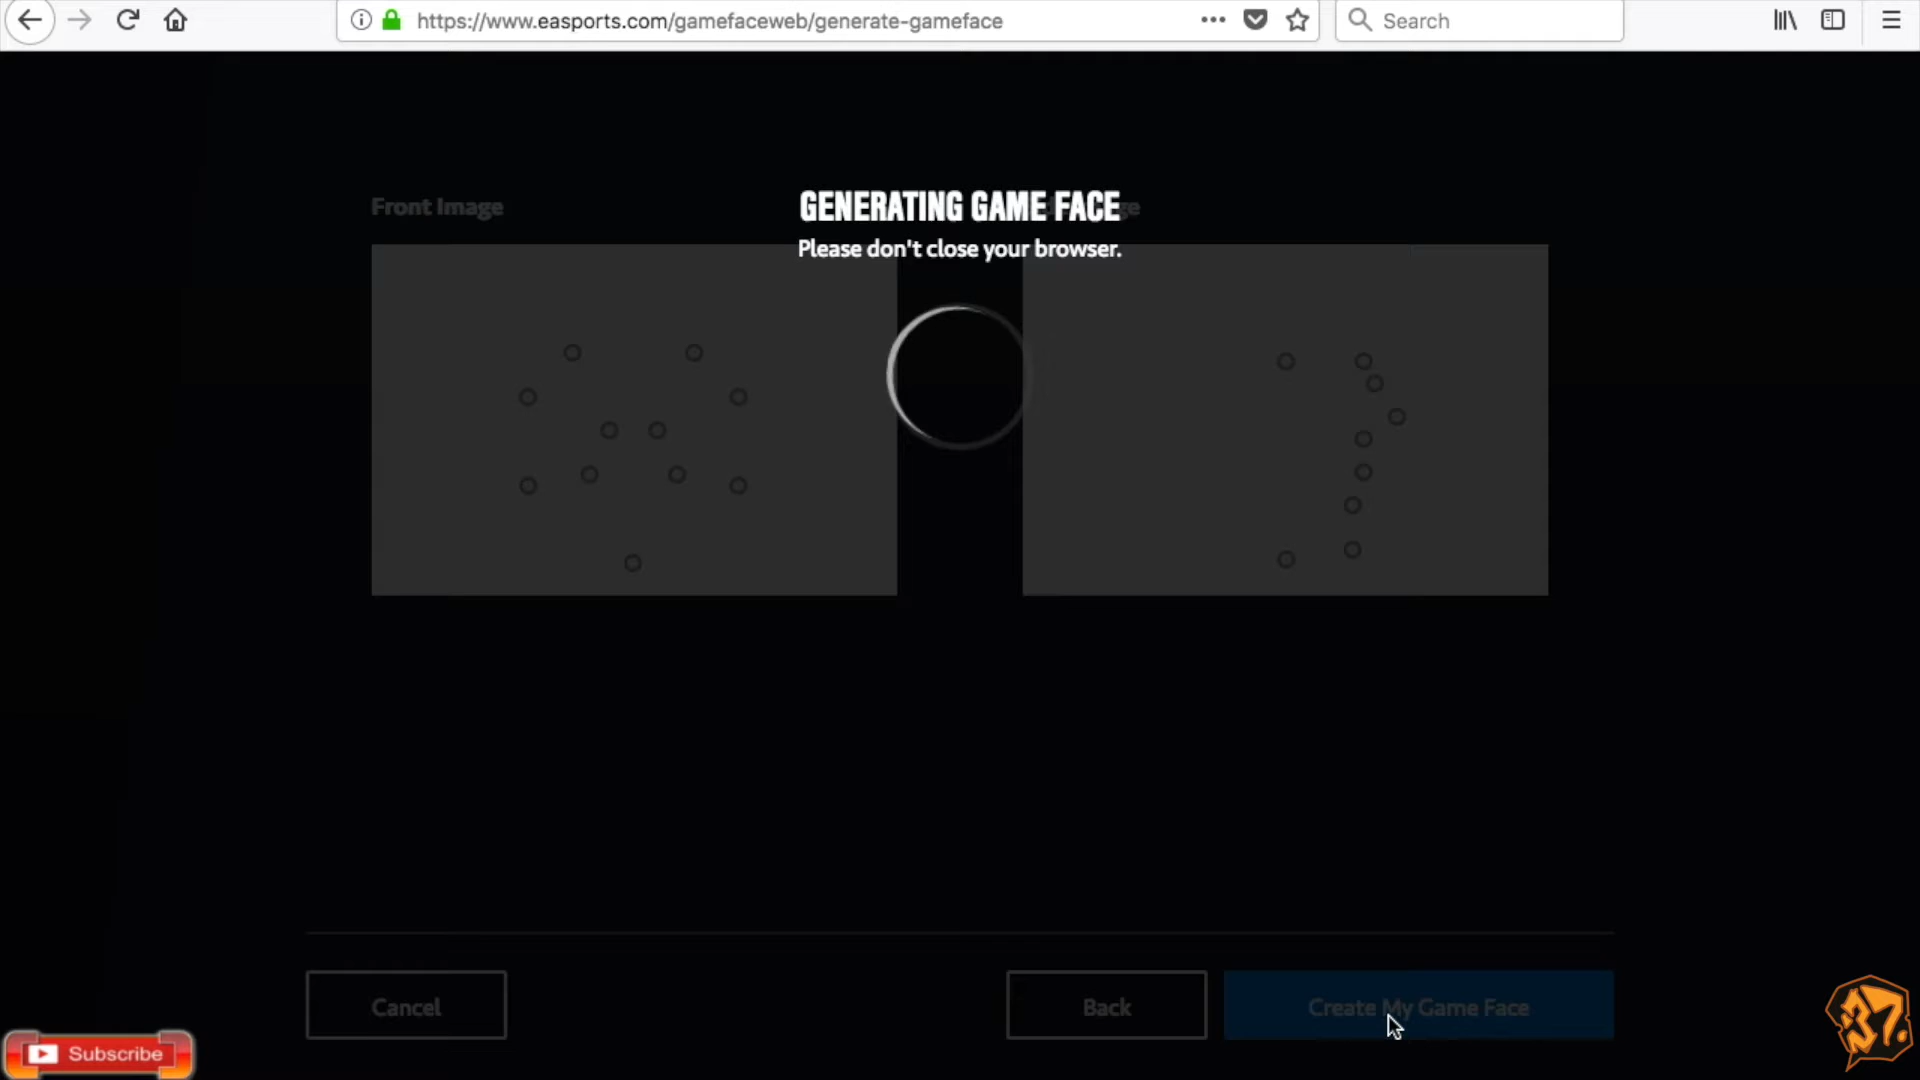 https://www.easports.com/gamefaceweb/generate-gameface
Search
GENERATING GAME FACE
Please don't close your browser.
Front Image
Cancel
Back
Create My Game Face
Subscribe
37.